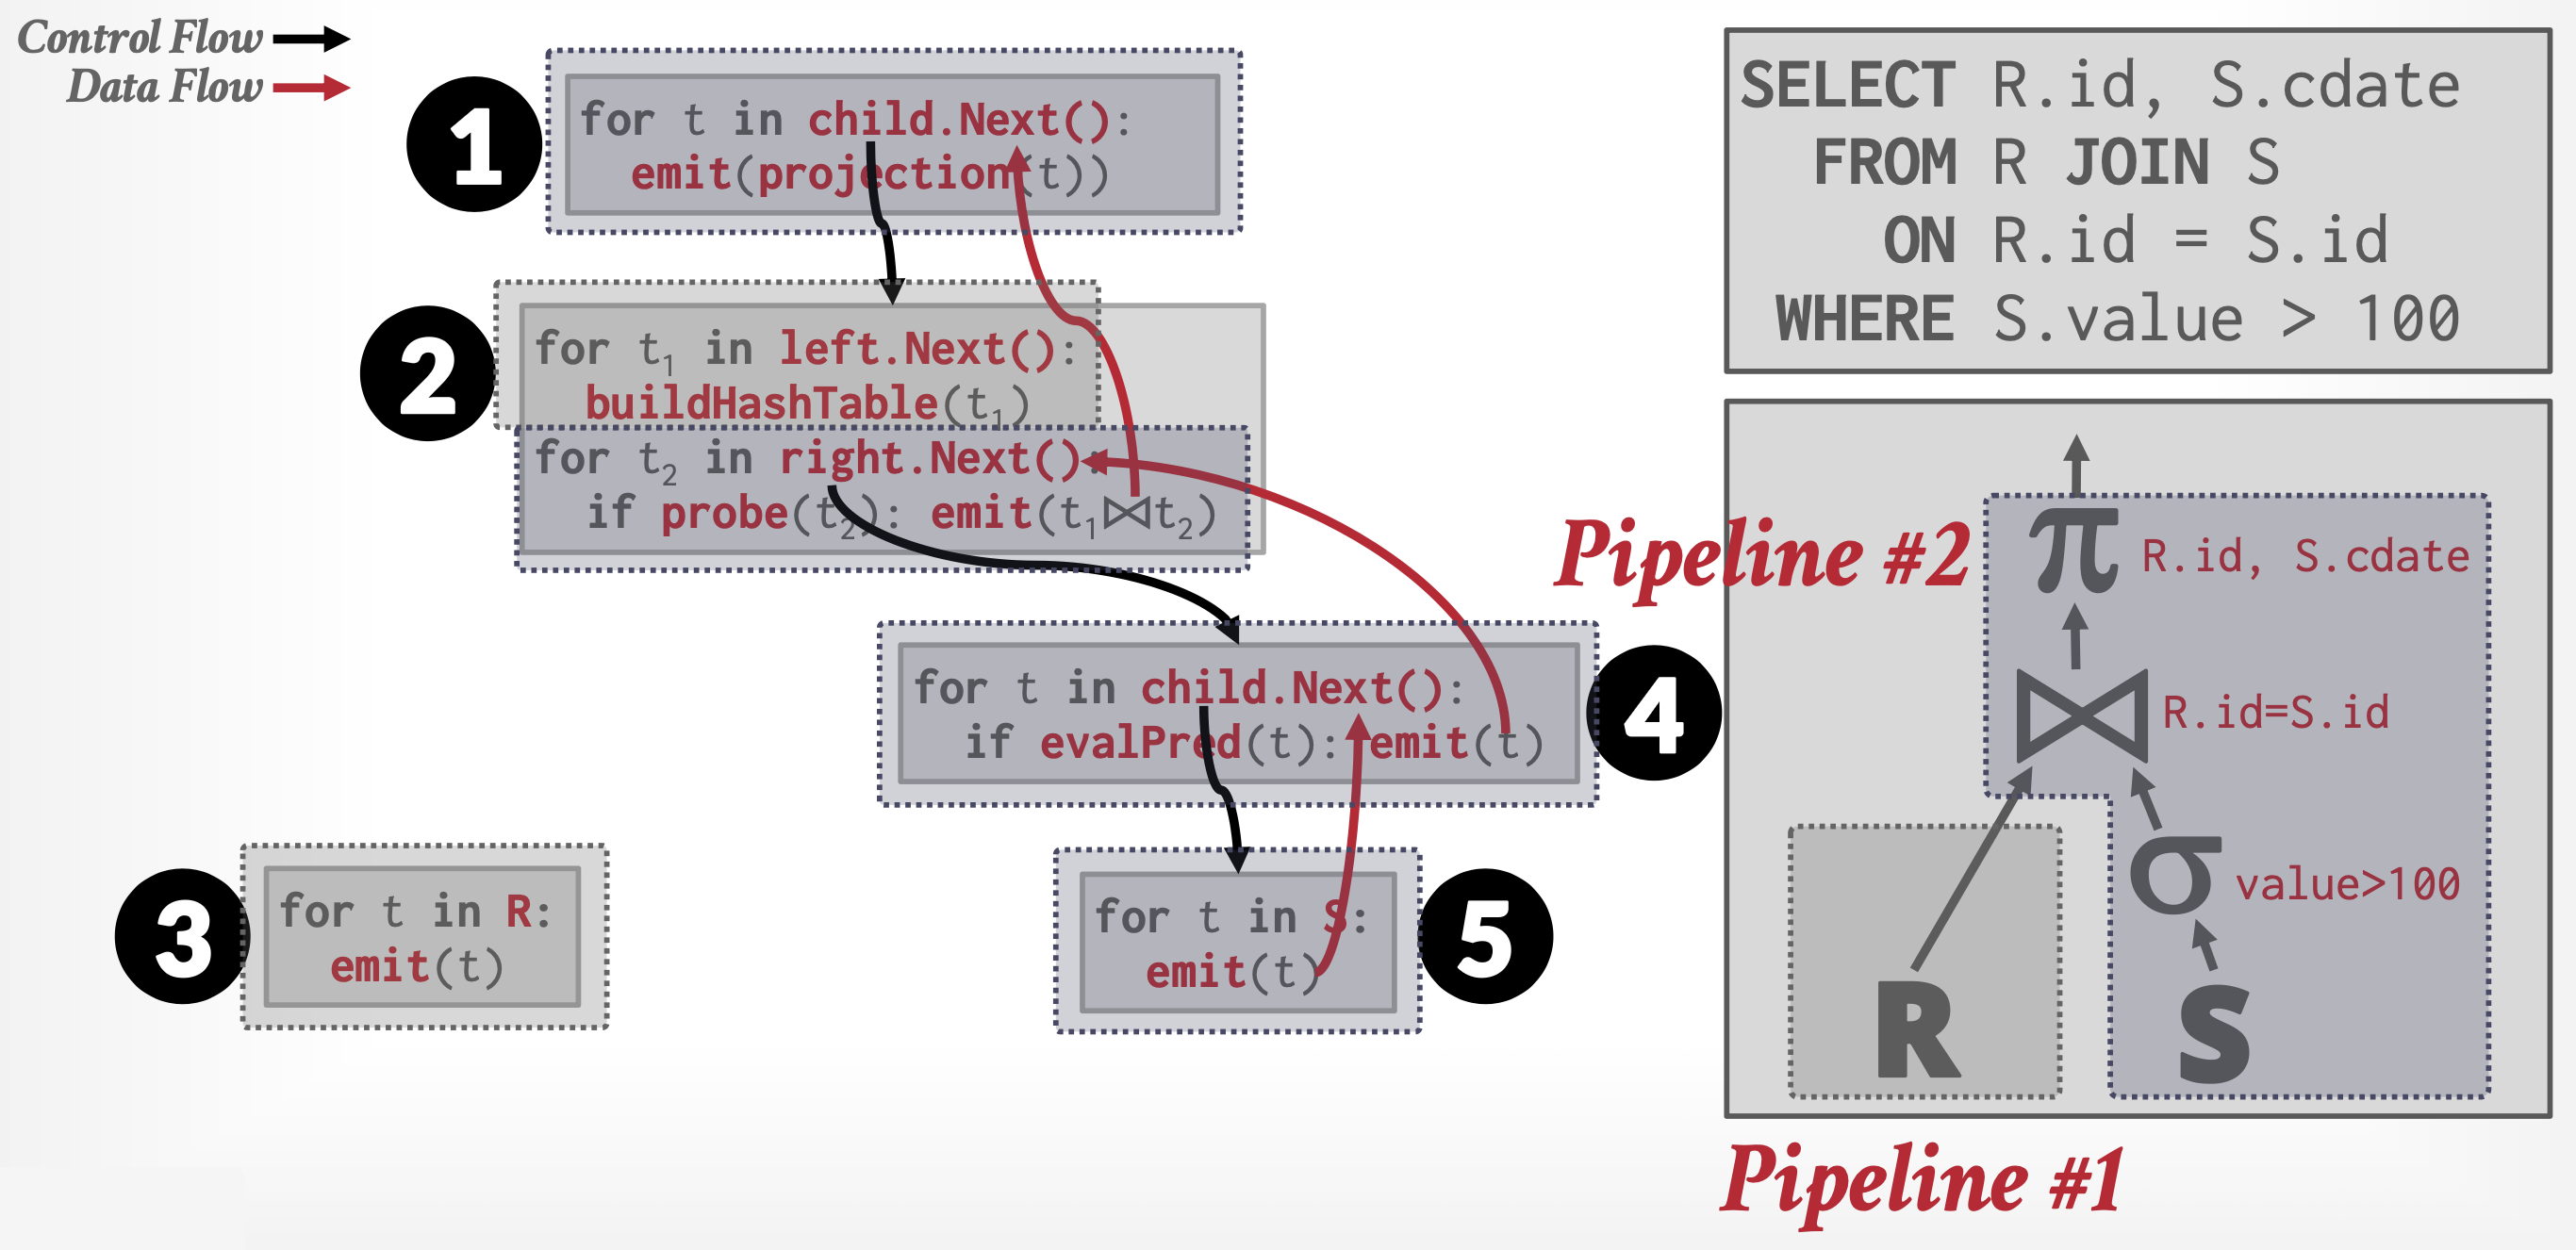 Control Flow
Data Flow
1
for t in child.Next():
emit(projection(t))
2
for t₁ in left.Next():
buildHashTable(t₁)
for t₂ in right.Next():
if probe(t₂): emit(t₁⨝t₂)
4
for t in child.Next():
if evalPred(t): emit(t)
3
for t in R:
emit(t)
5
for t in S:
emit(t)
SELECT R.id, S.cdate
FROM R JOIN S
ON R.id = S.id
WHERE S.value > 100
Pipeline #2
π R.id, S.cdate
⨝ R.id=S.id
σ value>100
R
S
Pipeline #1